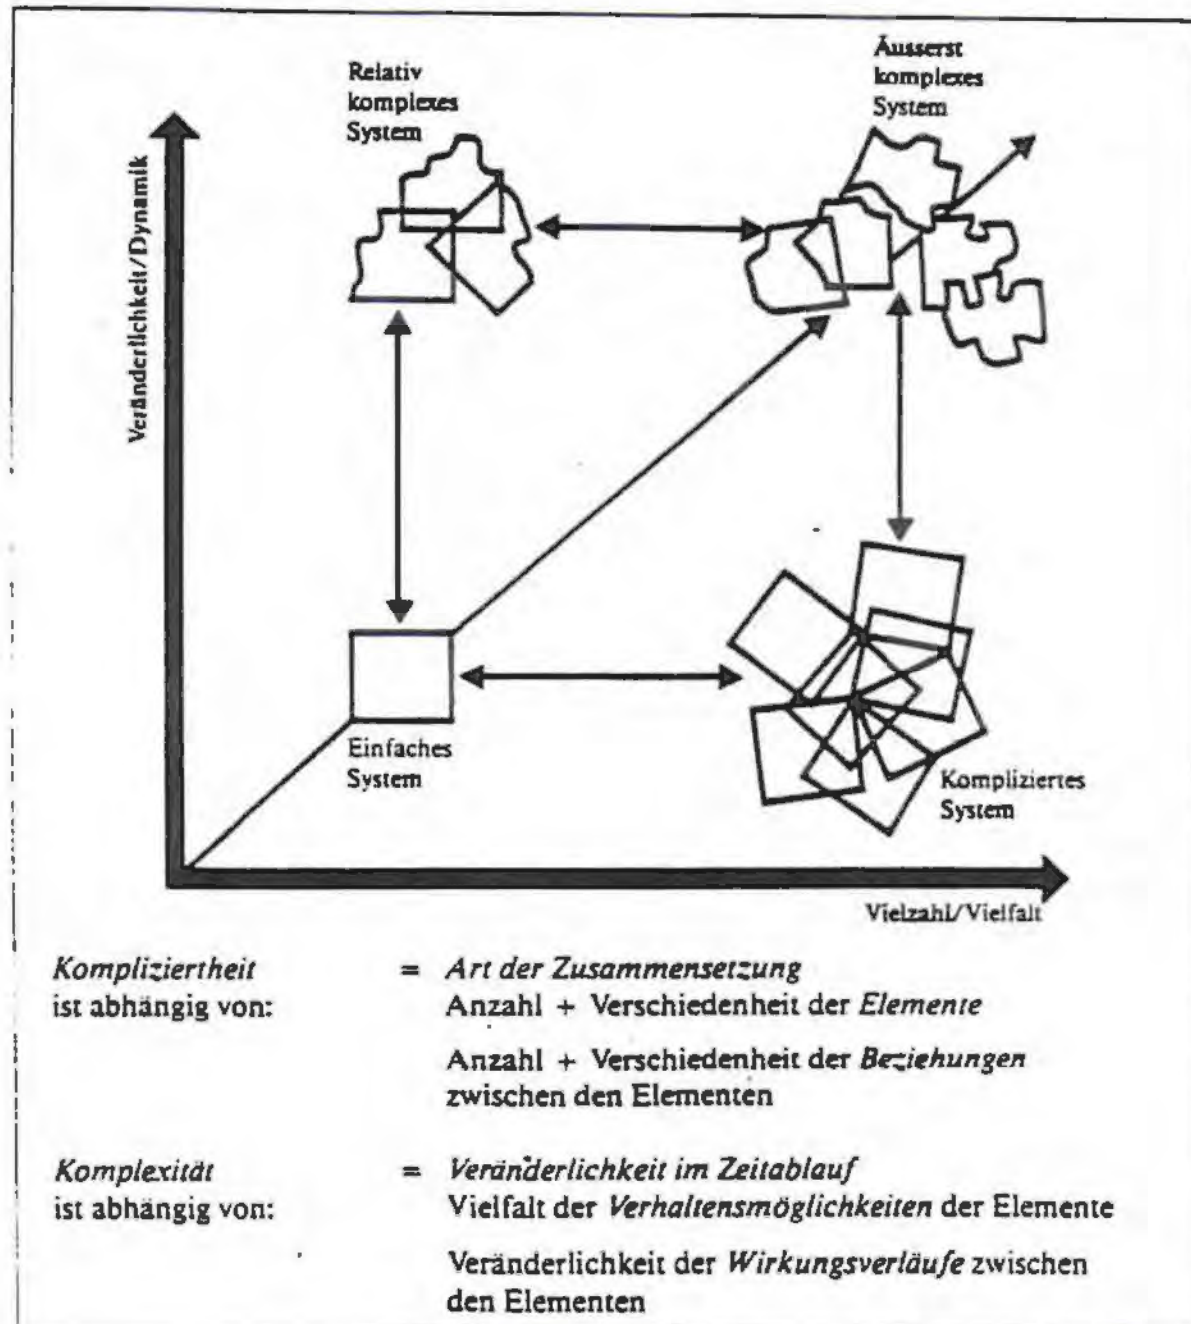 Relativ
komplexes
System
Äusserst
komplexes
System
Veränderlichkeit/Dynamik
Einfaches
System
Kompliziertes
System
Vielzahl/Vielfalt
Kompliziertheit = Art der Zusammensetzung
ist abhängig von: Anzahl + Verschiedenheit der Elemente
Anzahl + Verschiedenheit der Beziehungen
zwischen den Elementen
Komplexität = Veränderlichkeit im Zeitablauf
ist abhängig von: Vielfalt der Verhaltensmöglichkeiten der Elemente
Veränderlichkeit der Wirkungsverläufe zwischen
den Elementen